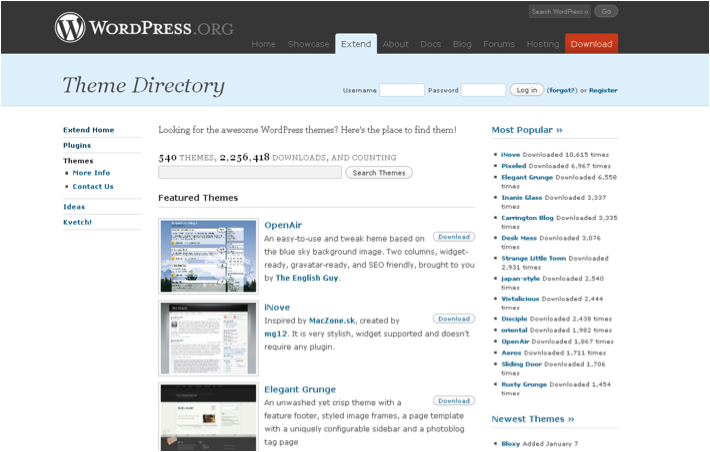 WORDPRESS.ORG
Search WordPress.o
Go
Home
Showcase
Extend
About
Docs
Blog
Forums
Hosting
Download
Theme Directory
Username
Password
Log in
(forgot?) or Register
Extend Home
Plugins
Themes
More Info
Contact Us
Ideas
Kvetch!
Looking for the awesome WordPress themes? Here's the place to find them!
540 THEMES, 2,256,418 DOWNLOADS, AND COUNTING
Search Themes
Featured Themes
OpenAir
Download
An easy-to-use and tweak heme based on
the blue sky background image. Two columns, widget-
ready, gravatar-ready, and SEO friendly, brought to you
by The English Guy.
iNove
Download
Inspired by MacZone.sk, created by
mg12. It is very stylish, widget supported and doesn't
require any plugin.
Elegant Grunge
Download
An unwashed yet crisp theme with a
feature footer, styled image frames, a page template
with a uniquely configurable sidebar and a photoblog
tag page
Most Popular »
iNove Downloaded 10,615 times
Pixeled Downloaded 6,967 times
Elegant Grunge Downloaded 6,558
times
Inanis Glass Downloaded 3,337
times
Carrington Blog Downloaded 3,335
times
Desk Mess Downloaded 3,076
times
Strange Little Town Downloaded
2,931 times
japan-style Downloaded 2,540
times
Vistalicious Downloaded 2,444
times
Disciple Downloaded 2,438 times
oriental Downloaded 1,982 times
OpenAir Downloaded 1,867 times
Aeros Downloaded 1,711 times
Sliding Door Downloaded 1,706
times
Rusty Grunge Downloaded 1,454
times
Newest Themes »
Bloxy Added January 7